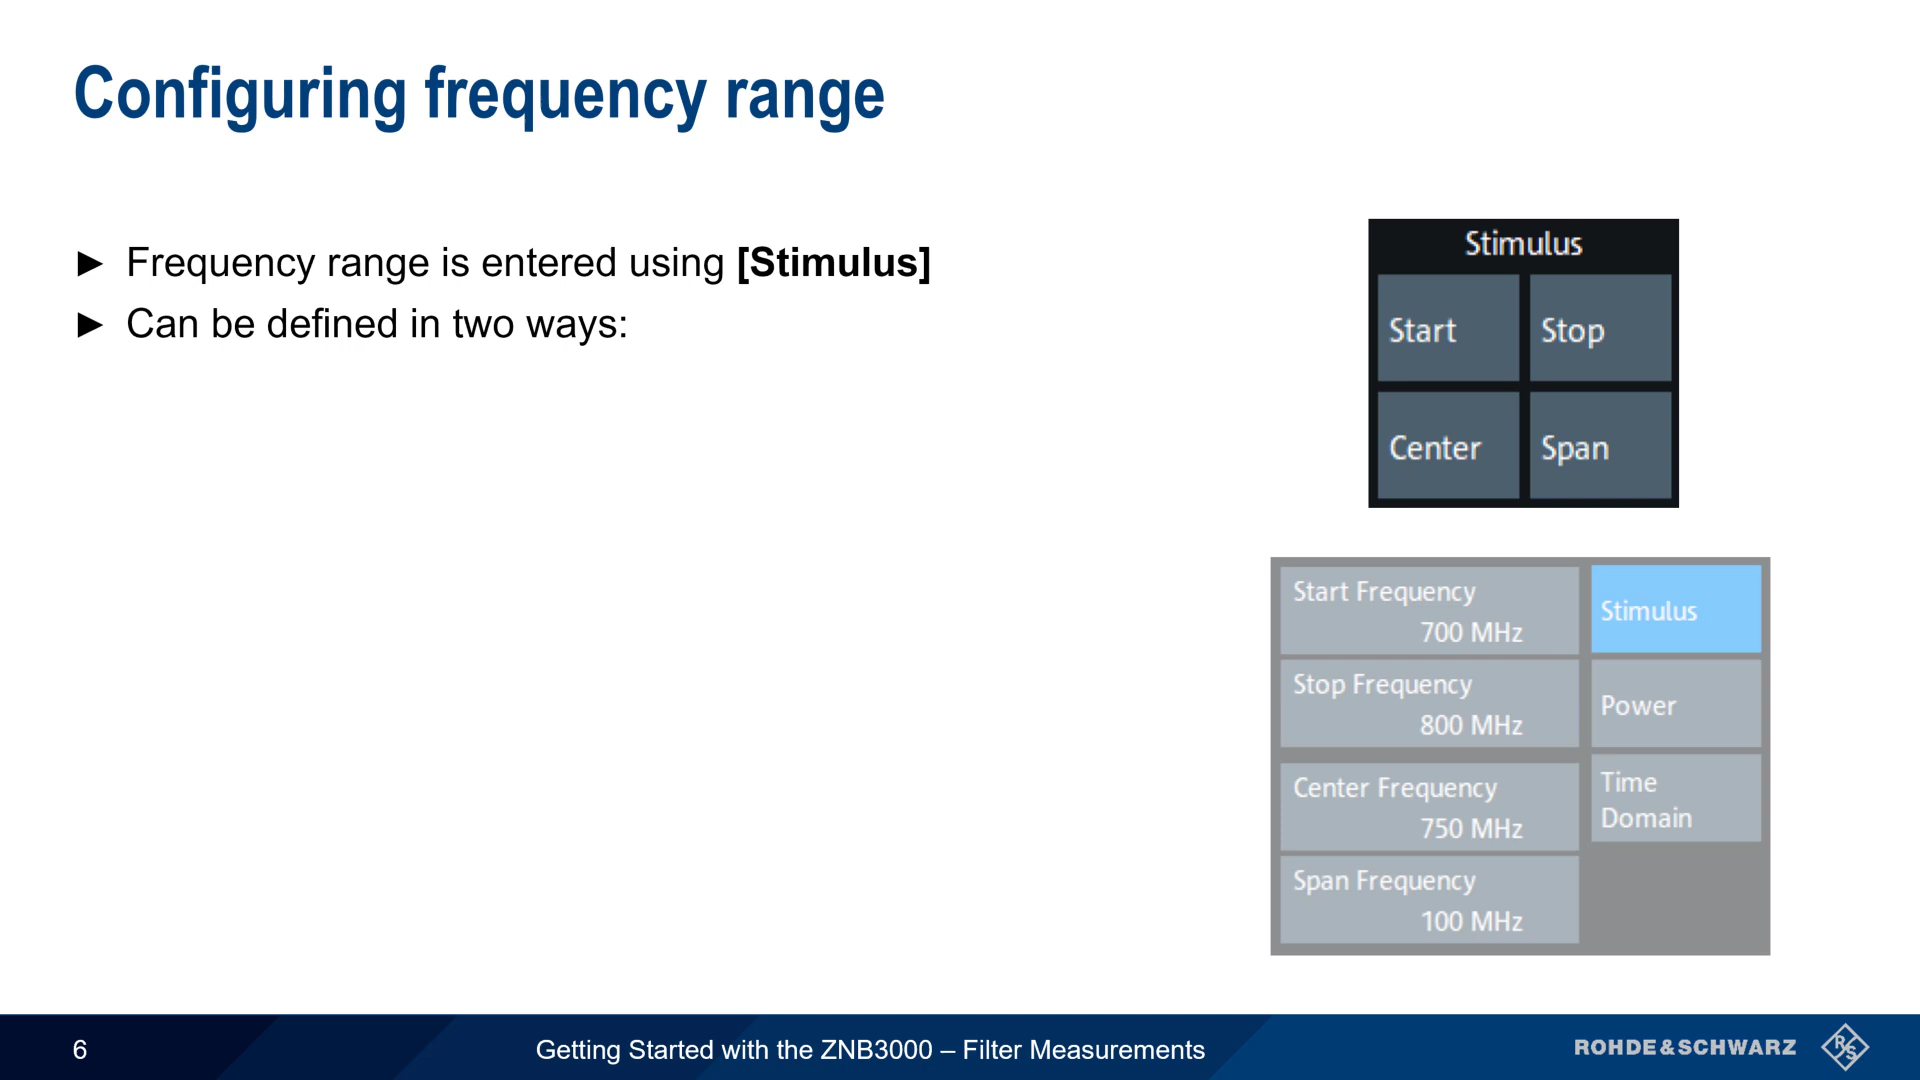 Configuring frequency range
► Frequency range is entered using [Stimulus]
► Can be defined in two ways:
Stimulus
Start Stop
Center Span
Start Frequency
700 MHz
Stop Frequency
800 MHz
Center Frequency
750 MHz
Span Frequency
100 MHz
Stimulus
Power
Time
Domain
6
Getting Started with the ZNB3000 – Filter Measurements
ROHDE&SCHWARZ
R&S